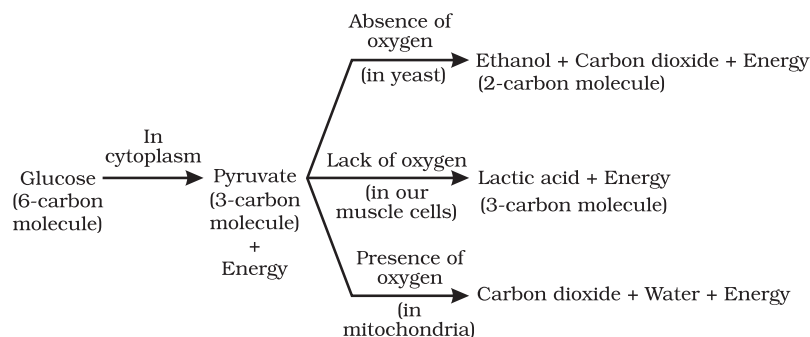 Glucose
(6-carbon
molecule)
In
cytoplasm
Pyruvate
(3-carbon
molecule)
+
Energy
Absence of
oxygen
(in yeast)
Ethanol + Carbon dioxide + Energy
(2-carbon molecule)
Lack of oxygen
(in our
muscle cells)
Lactic acid + Energy
(3-carbon molecule)
Presence of
oxygen
(in
mitochondria)
Carbon dioxide + Water + Energy